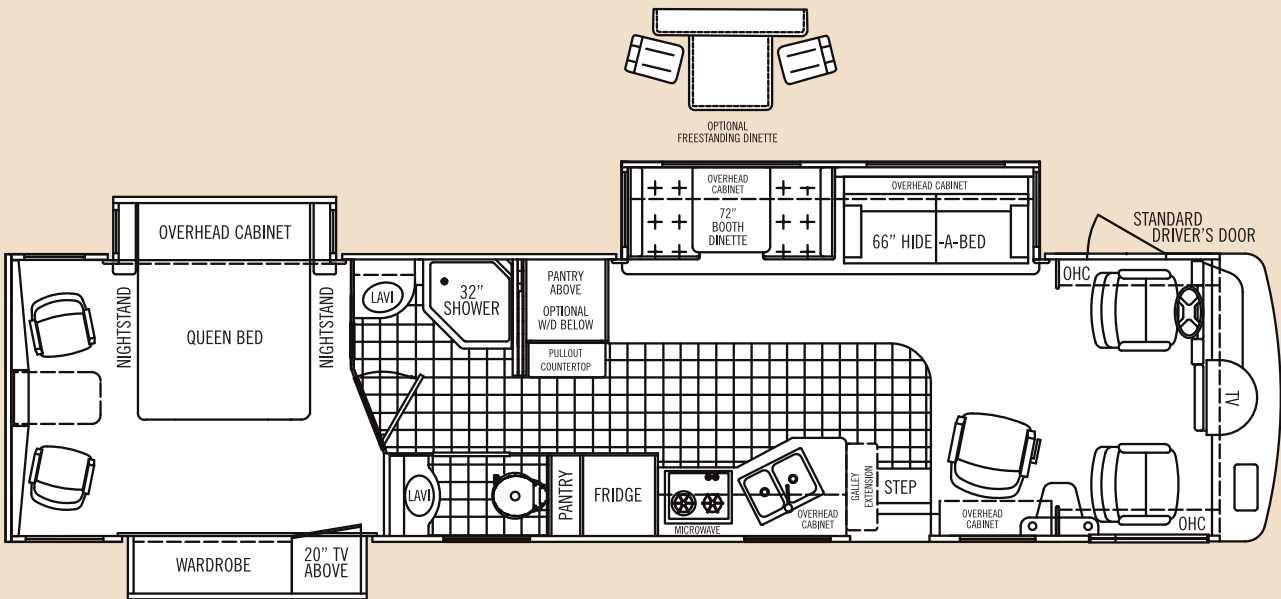 OPTIONAL
FREESTANDING DINETTE
OVERHEAD
CABINET
72"
BOOTH
DINETTE
OVERHEAD CABINET
66" HIDE-A-BED
STANDARD
DRIVER'S DOOR
OVERHEAD CABINET
NIGHTSTAND
QUEEN BED
NIGHTSTAND
LAVI
32"
SHOWER
PANTRY
ABOVE
OPTIONAL
W/D BELOW
PULLOUT
COUNTERTOP
OHC
TV
LAVI
PANTRY
FRIDGE
MICROWAVE
OVERHEAD
CABINET
GALLEY
EXTENSION
STEP
OVERHEAD
CABINET
OHC
WARDROBE
20" TV
ABOVE